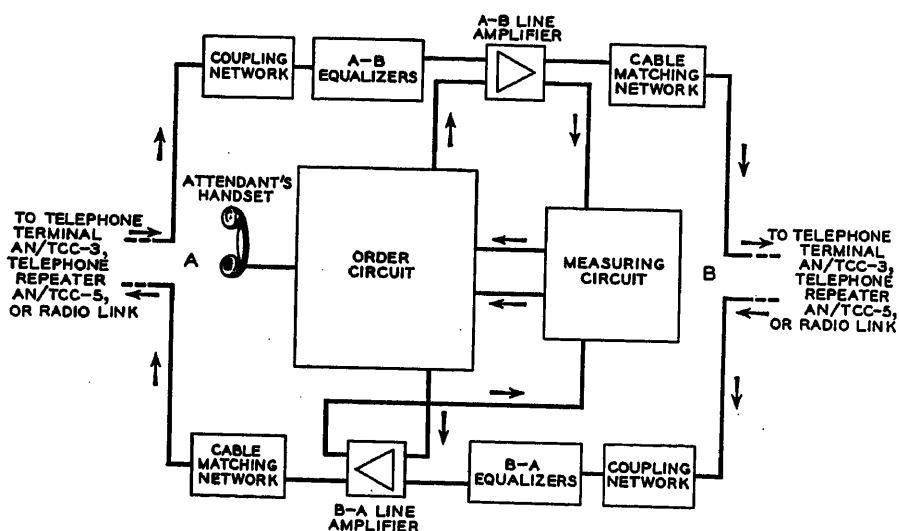 A-B LINE
AMPLIFIER
COUPLING
NETWORK
A-B
EQUALIZERS
CABLE
MATCHING
NETWORK
ATTENDANT'S
HANDSET
TO TELEPHONE
TERMINAL
AN/TCC-3,
TELEPHONE
REPEATER
AN/TCC-5,
OR RADIO LINK
A
ORDER
CIRCUIT
MEASURING
CIRCUIT
B
TO TELEPHONE
TERMINAL
AN/TCC-3,
TELEPHONE
REPEATER
AN/TCC-5,
OR RADIO LINK
CABLE
MATCHING
NETWORK
B-A LINE
AMPLIFIER
B-A
EQUALIZERS
COUPLING
NETWORK